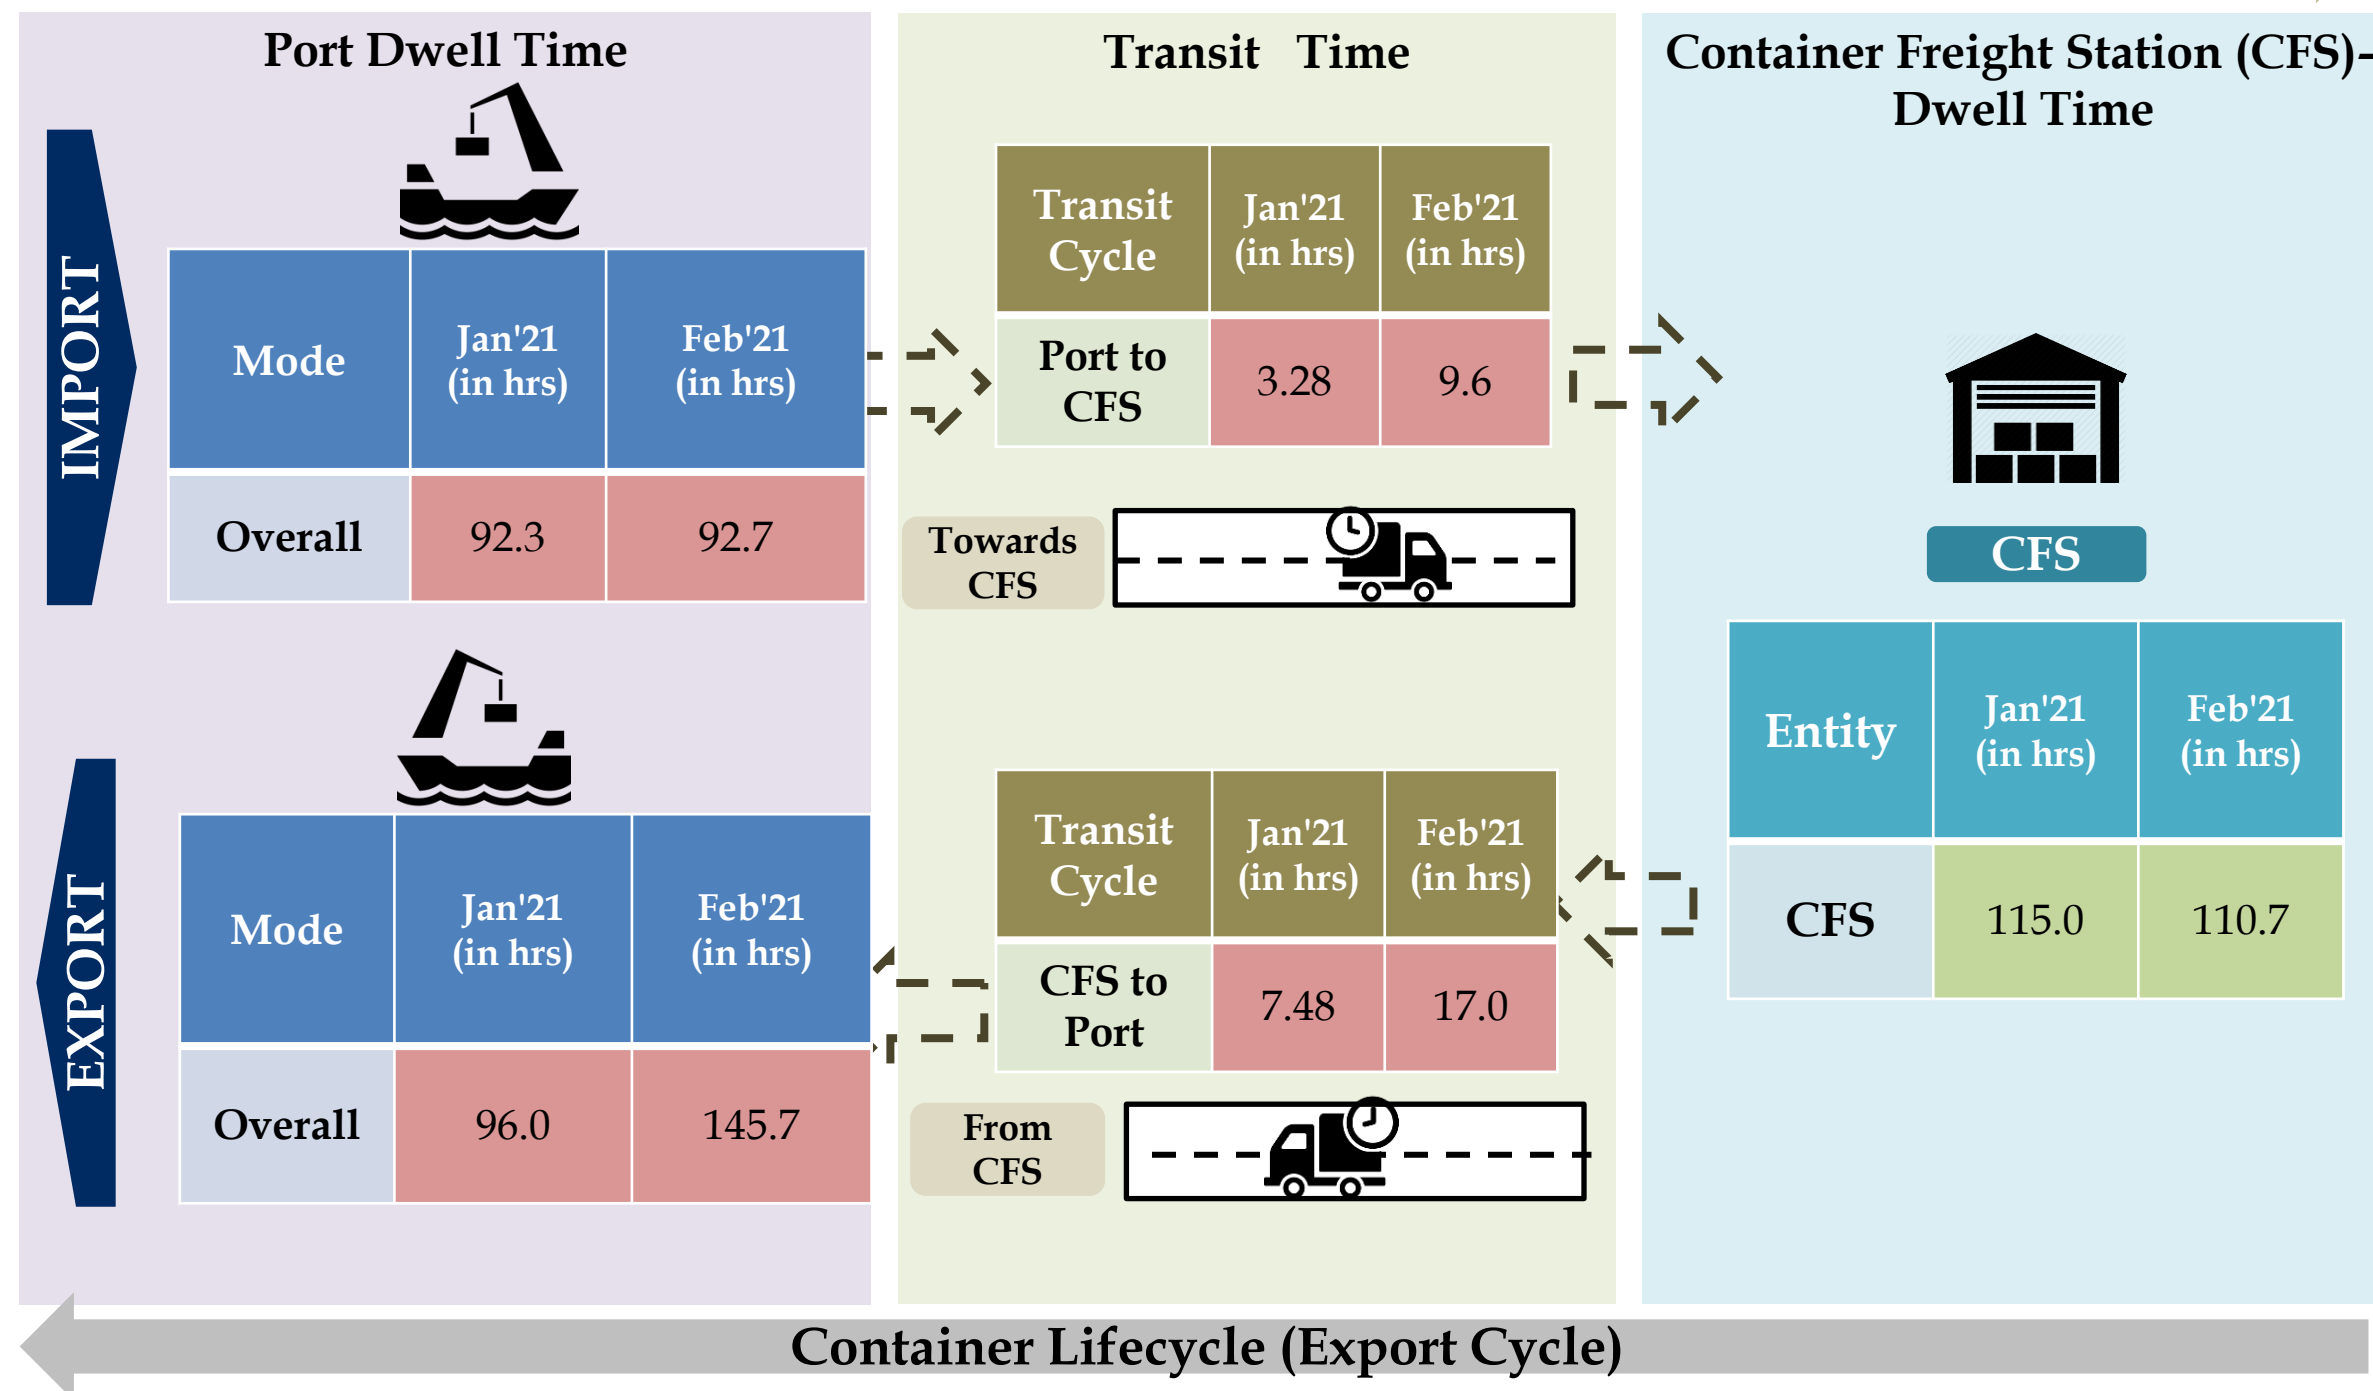 Port Dwell Time
Transit Time
Container Freight Station (CFS)-
Dwell Time
IMPORT
Mode
Jan'21
(in hrs)
Feb'21
(in hrs)
Overall
92.3
92.7
Transit
Cycle
Jan'21
(in hrs)
Feb'21
(in hrs)
Port to
CFS
3.28
9.6
Towards
CFS
CFS
Entity
Jan'21
(in hrs)
Feb'21
(in hrs)
CFS
115.0
110.7
EXPORT
Mode
Jan'21
(in hrs)
Feb'21
(in hrs)
Overall
96.0
145.7
Transit
Cycle
Jan'21
(in hrs)
Feb'21
(in hrs)
CFS to
Port
7.48
17.0
From
CFS
Container Lifecycle (Export Cycle)